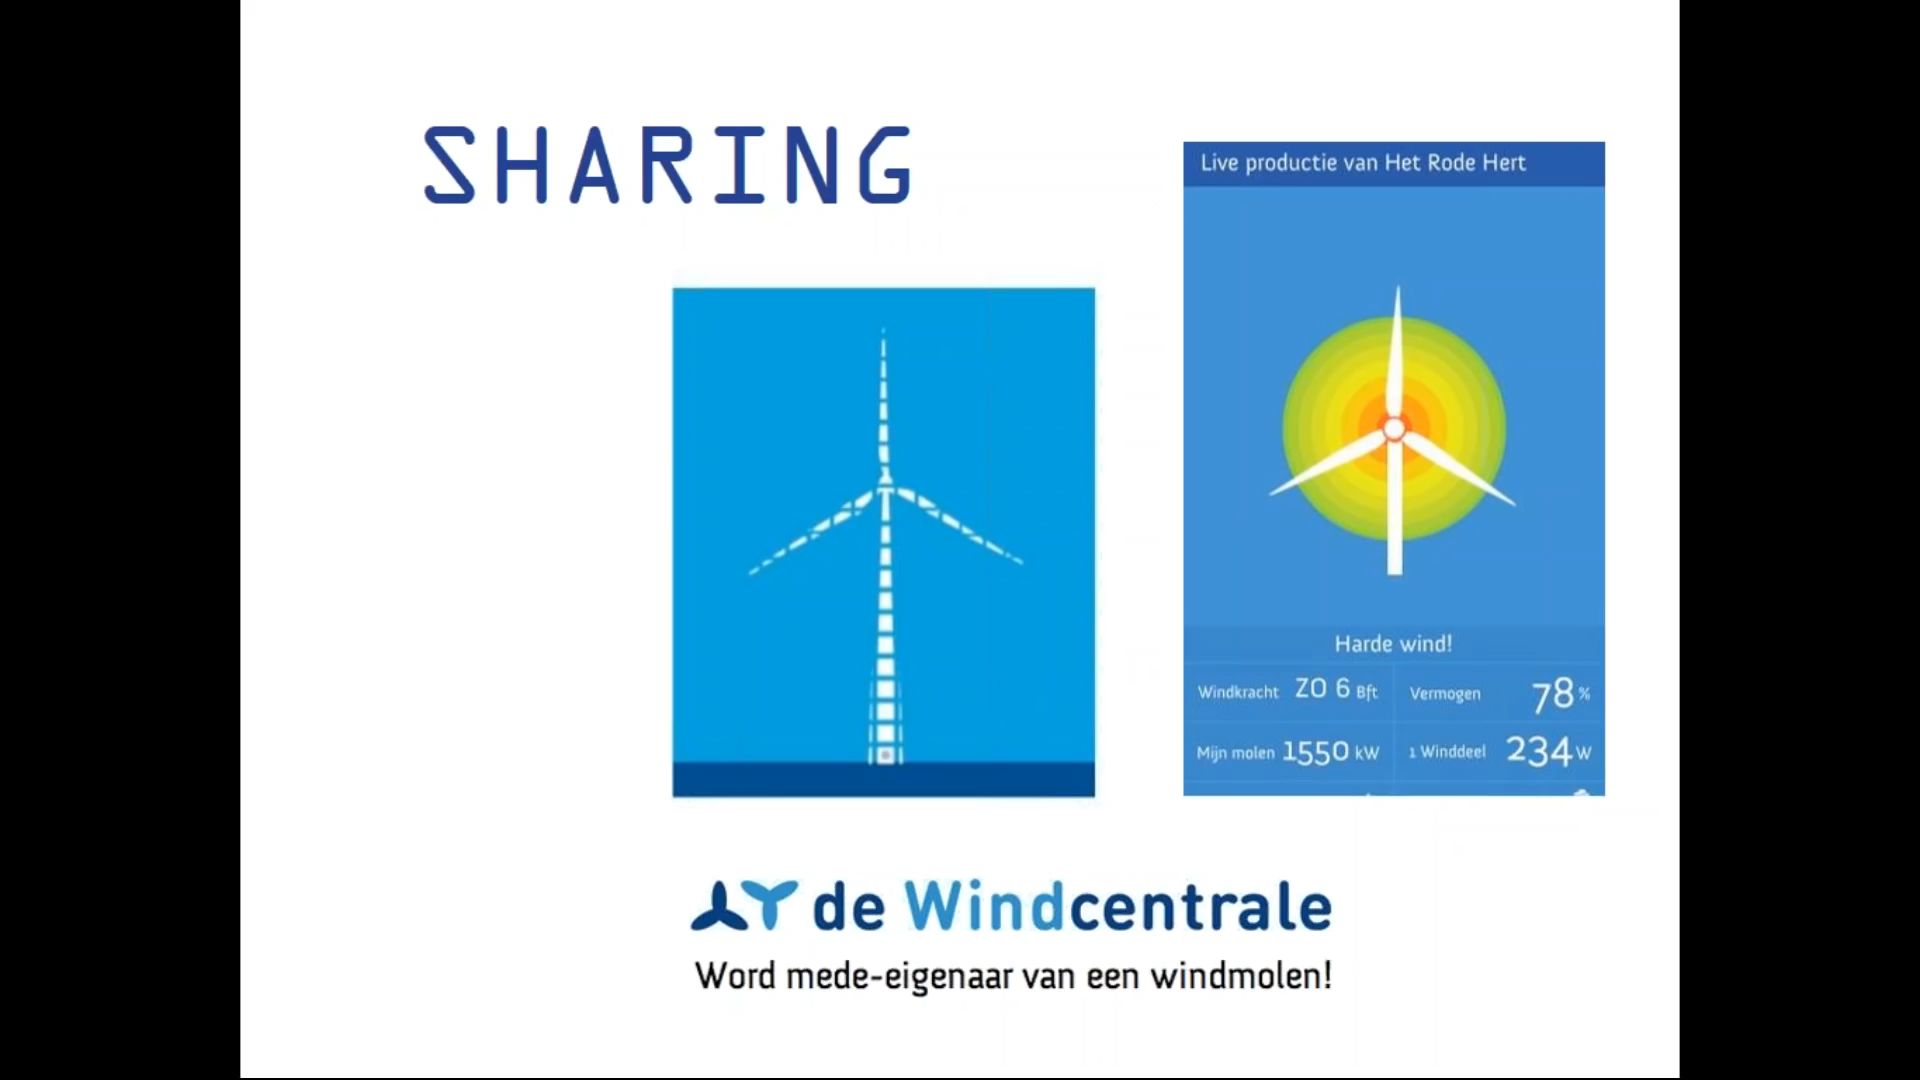 SHARING
Live productie van Het Rode Hert
Harde wind!
Windkracht ZO 6 Bft
Vermogen 78%
Mijn molen 1550 kW
1 Winddeel 234 W
de Windcentrale
Word mede-eigenaar van een windmolen!